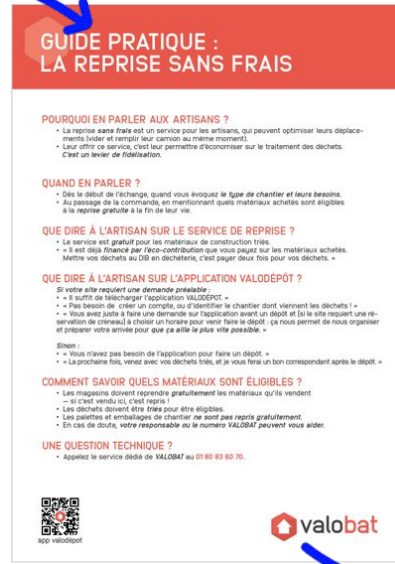 GUIDE PRATIQUE :
LA REPRISE SANS FRAIS
POURQUOI EN PARLER AUX ARTISANS ?
• La reprise sans frais est un service pour les artisans, qui peuvent optimiser leurs déplace-
ments (vider et remplir leur camion au même moment).
• Leur offrir ce service, c'est leur permettre d'économiser sur le traitement des déchets.
C'est un levier de fidélisation.
QUAND EN PARLER ?
• Dès le début de l'échange, quand vous évoquez le type de chantier et leurs besoins.
• Au passage de la commande, en mentionnant quels matériaux achetés sont éligibles
à la reprise gratuite à la fin de leur vie.
QUE DIRE À L'ARTISAN SUR LE SERVICE DE REPRISE ?
• Le service est gratuit pour les matériaux de construction triés.
• « Il est déjà financé par l'éco-contribution que vous payez sur les matériaux achetés.
Mettre vos déchets au DIB en déchèterie, c'est payer deux fois pour vos déchets. »
QUE DIRE À L'ARTISAN SUR L'APPLICATION VALODÉPÔT ?
Si votre site requiert une demande préalable :
• « Il suffit de télécharger l'application VALODÉPÔT. »
• « Pas besoin de créer un compte, ou d'identifier le chantier dont viennent les déchets ! »
• « Vous avez juste à faire une demande sur l'application avant un dépôt et [si le site requiert une ré-
servation de créneau] à choisir un horaire pour venir faire le dépôt : ça nous permet de nous organiser
et préparer votre arrivée pour que ça aille le plus vite possible. »
Sinon :
• « Vous n'avez pas besoin de l'application pour faire un dépôt. »
• « La prochaine fois, venez avec vos déchets triés, et je vous ferai un bon correspondant après le dépôt. »
COMMENT SAVOIR QUELS MATÉRIAUX SONT ÉLIGIBLES ?
• Les magasins doivent reprendre gratuitement les matériaux qu'ils vendent
— si c'est vendu ici, c'est repris !
• Les déchets doivent être triés pour être éligibles.
• Les palettes et emballages de chantier ne sont pas repris gratuitement.
• En cas de doute, votre responsable ou le numéro VALOBAT peuvent vous aider.
UNE QUESTION TECHNIQUE ?
• Appelez le service dédié de VALOBAT au 01 80 83 60 70.
app valodépôt
valobat